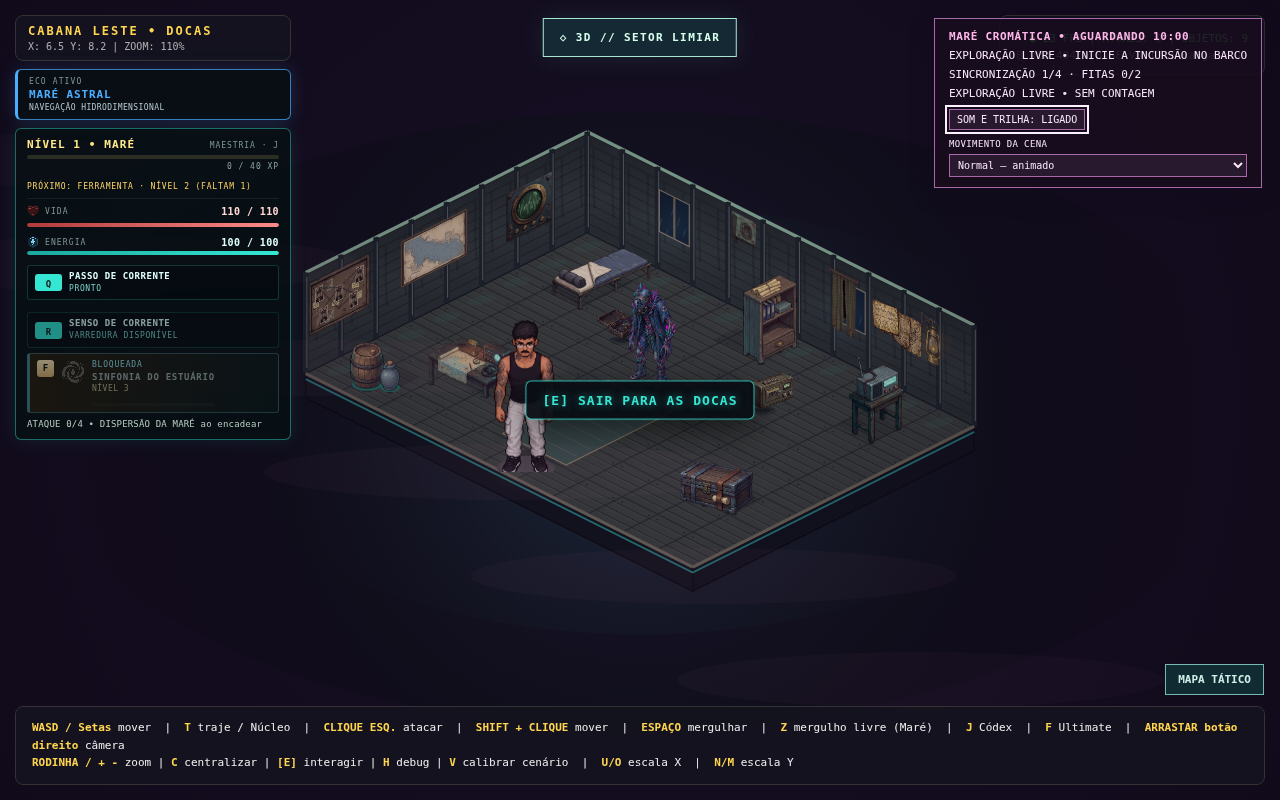 CABANA LESTE • DOCAS
X: 6.5 Y: 8.2 | ZOOM: 110%
ECO ATIVO
MARÉ ASTRAL
NAVEGAÇÃO HIDRODIMENSIONAL
NÍVEL 1 • MARÉ
MAESTRIA · J
0 / 40 XP
PRÓXIMO: FERRAMENTA · NÍVEL 2 (FALTAM 1)
VIDA
110 / 110
ENERGIA
100 / 100
Q
PASSO DE CORRENTE
PRONTO
R
SENSO DE CORRENTE
VARREDURA DISPONÍVEL
F
BLOQUEADA
SINFONIA DO ESTUÁRIO
NÍVEL 3
ATAQUE 0/4 • DISPERSÃO DA MARÉ ao encadear
◇ 3D // SETOR LIMIAR
MARÉ CROMÁTICA • AGUARDANDO 10:00
EXPLORAÇÃO LIVRE • INICIE A INCURSÃO NO BARCO
SINCRONIZAÇÃO 1/4 · FITAS 0/2
EXPLORAÇÃO LIVRE • SEM CONTAGEM
SOM E TRILHA: LIGADO
MOVIMENTO DA CENA
Normal — animado
[E] SAIR PARA AS DOCAS
MAPA TÁTICO
WASD / Setas mover | T traje / Núcleo | CLIQUE ESQ. atacar | SHIFT + CLIQUE mover | ESPAÇO mergulhar | Z mergulho livre (Maré) | J Códex | F Ultimate | ARRASTAR botão
direito câmera
RODINHA / + - zoom | C centralizar | [E] interagir | H debug | V calibrar cenário | U/O escala X | N/M escala Y